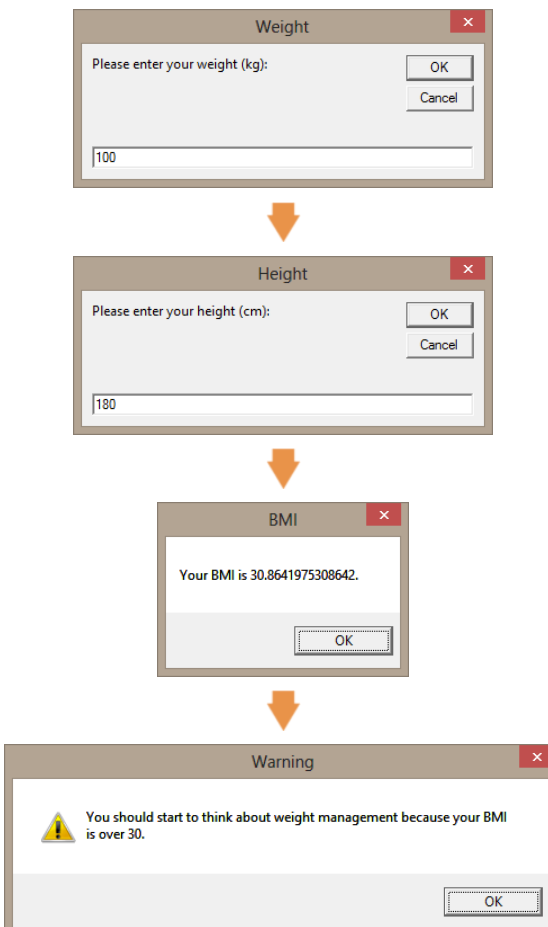 Weight
Please enter your weight (kg):
OK
Cancel
100
Height
Please enter your height (cm):
OK
Cancel
180
BMI
Your BMI is 30.8641975308642.
OK
Warning
You should start to think about weight management because your BMI
is over 30.
OK